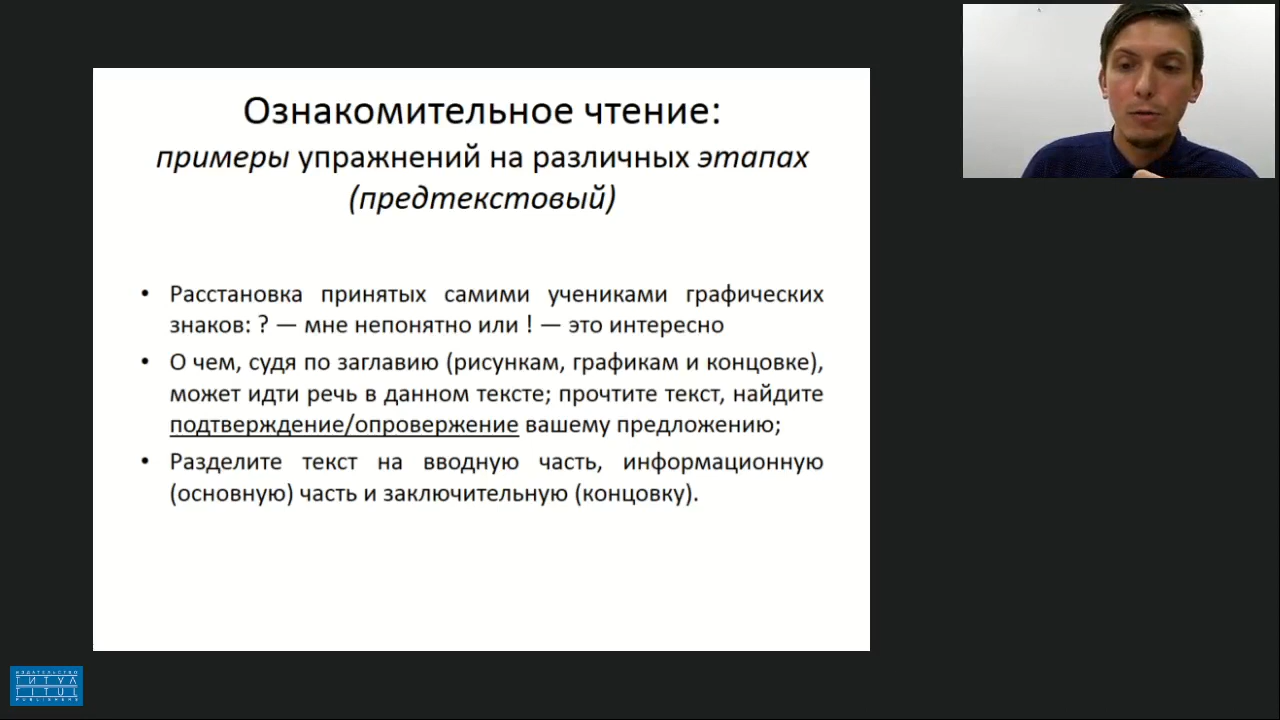 Ознакомительное чтение:
примеры упражнений на различных этапах
(предтекстовый)
• Расстановка принятых самими учениками графических
знаков: ? — мне непонятно или ! — это интересно
• О чем, судя по заглавию (рисункам, графикам и концовке),
может идти речь в данном тексте; прочтите текст, найдите
подтверждение/опровержение вашему предложению;
• Разделите текст на вводную часть, информационную
(основную) часть и заключительную (концовку).
ИЗДАТЕЛЬСТВО
ТИТУЛ
TITUL
PUBLISHERS